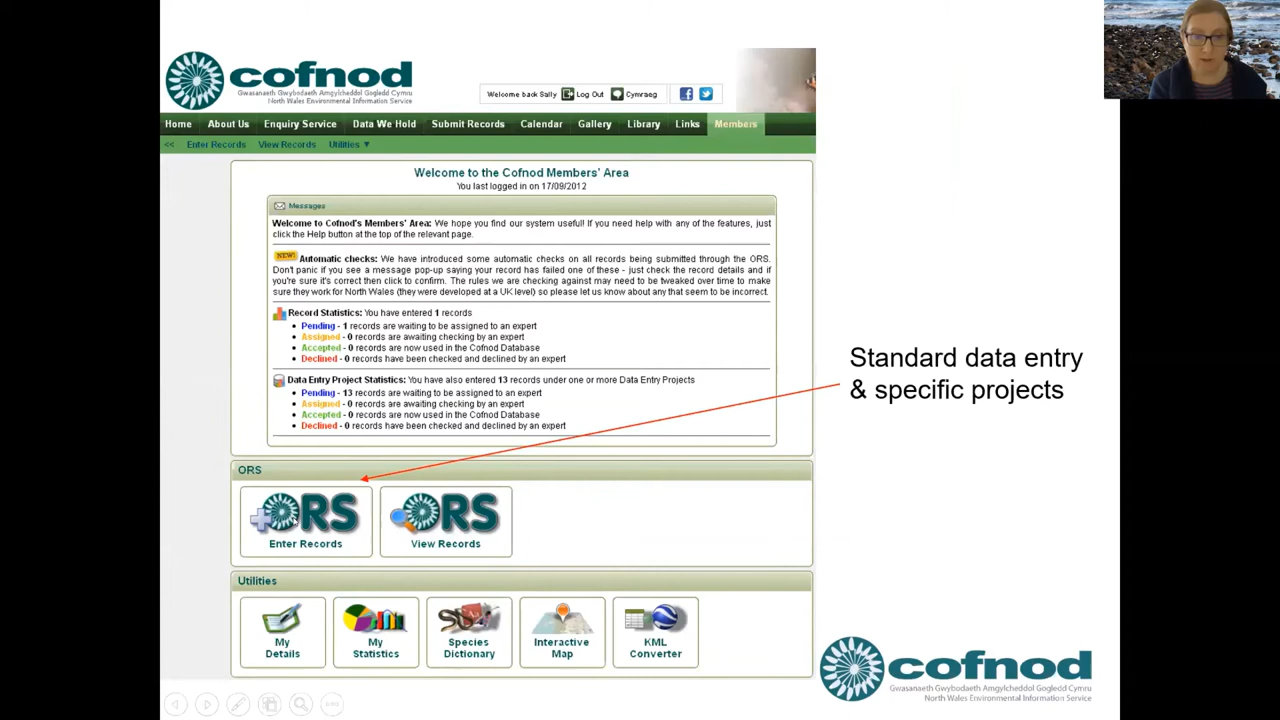 cofnod
Gwasanaeth Gwybodaeth Amgylcheddol Gogledd Cymru
North Wales Environmental Information Service
Welcome back Sally Log Out Cymraeg
Home About Us Enquiry Service Data We Hold Submit Records Calendar Gallery Library Links Members
<< Enter Records View Records Utilities ▼
Welcome to the Cofnod Members' Area
You last logged in on 17/09/2012
Messages
Welcome to Cofnod's Members' Area: We hope you find our system useful! If you need help with any of the features, just
click the Help button at the top of the relevant page.
NEW! Automatic checks: We have introduced some automatic checks on all records being submitted through the ORS.
Don't panic if you see a message pop-up saying your record has failed one of these - just check the record details and if
you're sure it's correct then click to confirm. The rules we are checking against may need to be tweaked over time to make
sure they work for North Wales (they were developed at a UK level) so please let us know about any that seem to be incorrect.
Record Statistics: You have entered 1 records
• Pending - 1 records are waiting to be assigned to an expert
• Assigned - 0 records are awaiting checking by an expert
• Accepted - 0 records are now used in the Cofnod Database
• Declined - 0 records have been checked and declined by an expert
Data Entry Project Statistics: You have also entered 13 records under one or more Data Entry Projects
• Pending - 13 records are waiting to be assigned to an expert
• Assigned - 0 records are awaiting checking by an expert
• Accepted - 0 records are now used in the Cofnod Database
• Declined - 0 records have been checked and declined by an expert
Standard data entry
& specific projects
ORS
ORS ORS
Enter Records View Records
Utilities
My Details
My Statistics
Species Dictionary
Interactive Map
KML Converter
cofnod
Gwasanaeth Gwybodaeth Amgylcheddol Gogledd Cymru
North Wales Environmental Information Service